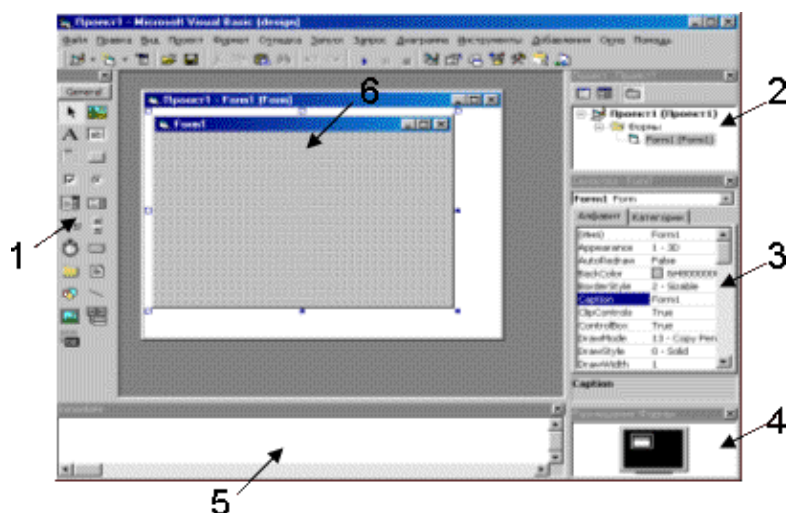 Проект1 - Microsoft Visual Basic (design)
Файл Правка Вид Проект Формат Отладка Запуск Запрос Диаграмма Инструменты Добавления Окно Помощь
General
Проект1 - Form1 (Form)
6
Form1
Проект1 (Проект1)
Формы
Form1 (Form1)
2
Form1 Form
Алфавит Категории
(Имя) Form1
Appearance 1 - 3D
AutoRedraw False
BackColor
BorderStyle 2 - Sizable
Caption Form1
ClipControls True
ControlBox True
DrawMode 13 - Copy Pen
DrawStyle 0 - Solid
DrawWidth 1
1
3
Caption
Immediate
4
5